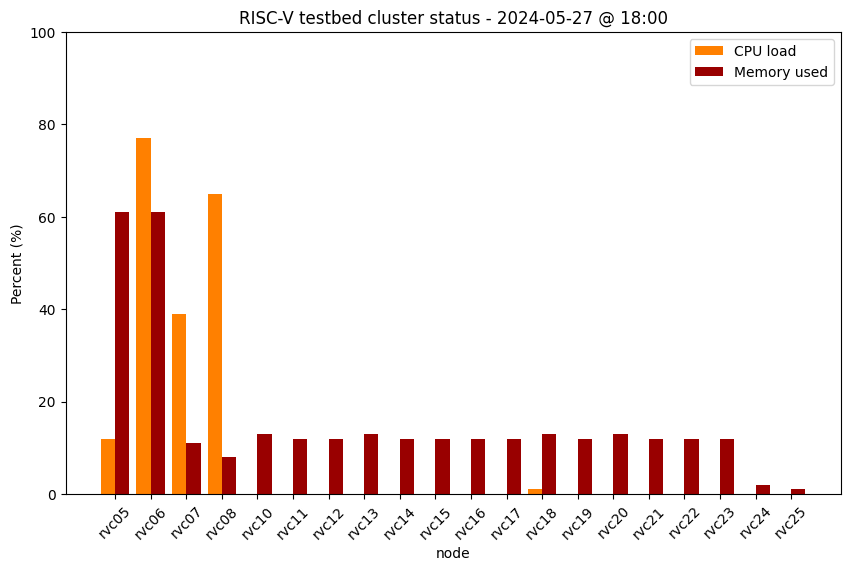 RISC-V testbed cluster status - 2024-05-27 @ 18:00
CPU load
Memory used
Percent (%)
100
80
60
40
20
0
rvc05 rvc06 rvc07 rvc08 rvc10 rvc11 rvc12 rvc13 rvc14 rvc15 rvc16 rvc17 rvc18 rvc19 rvc20 rvc21 rvc22 rvc23 rvc24 rvc25
node